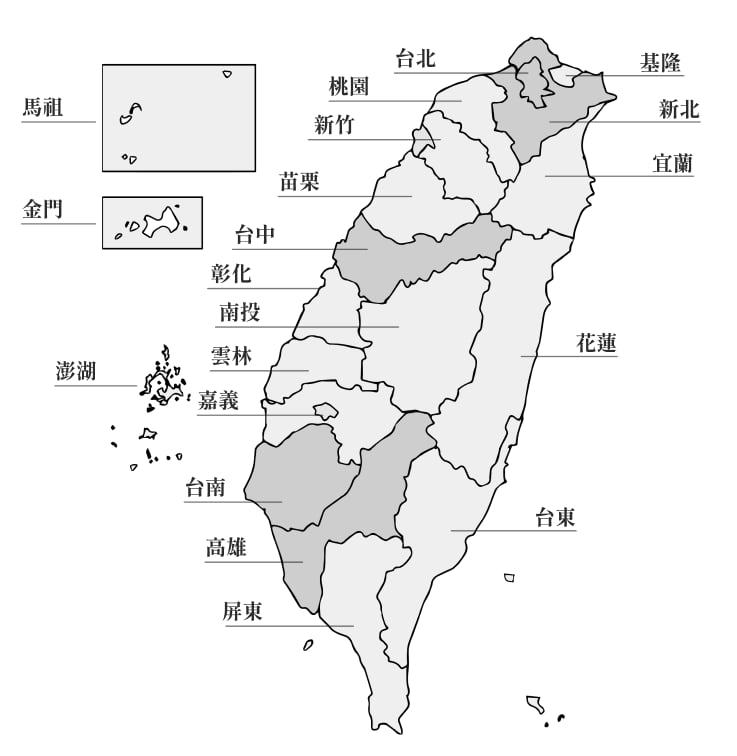 台北
基隆
桃園
馬祖
新北
新竹
宜蘭
苗栗
金門
台中
彰化
南投
花蓮
雲林
澎湖
嘉義
台南
台東
高雄
屏東